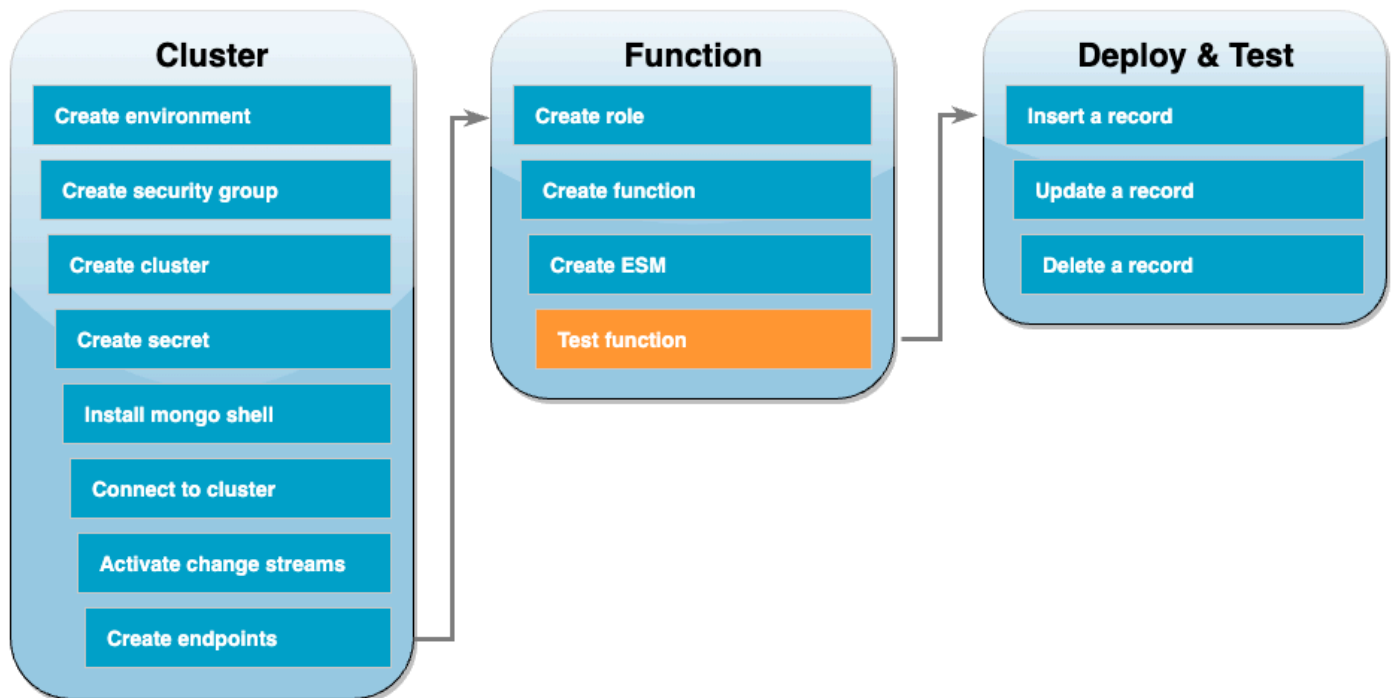 Cluster
Create environment
Create security group
Create cluster
Create secret
Install mongo shell
Connect to cluster
Activate change streams
Create endpoints
Function
Create role
Create function
Create ESM
Test function
Deploy & Test
Insert a record
Update a record
Delete a record